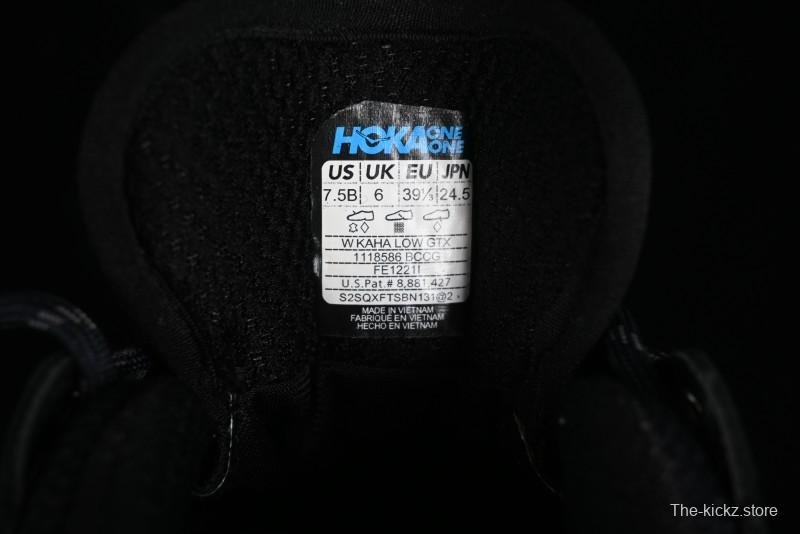 HOKA ONE ONE
US UK EU JPN
7.5B 6 39⅓ 24.5
W KAHA LOW GTX
1118586 BCCG
FE1221I
U.S.Pat.# 8,881,427
S2SQXFTSBN131@2
MADE IN VIETNAM
FABRIQUÉ EN VIETNAM
HECHO EN VIETNAM
The-kickz.store